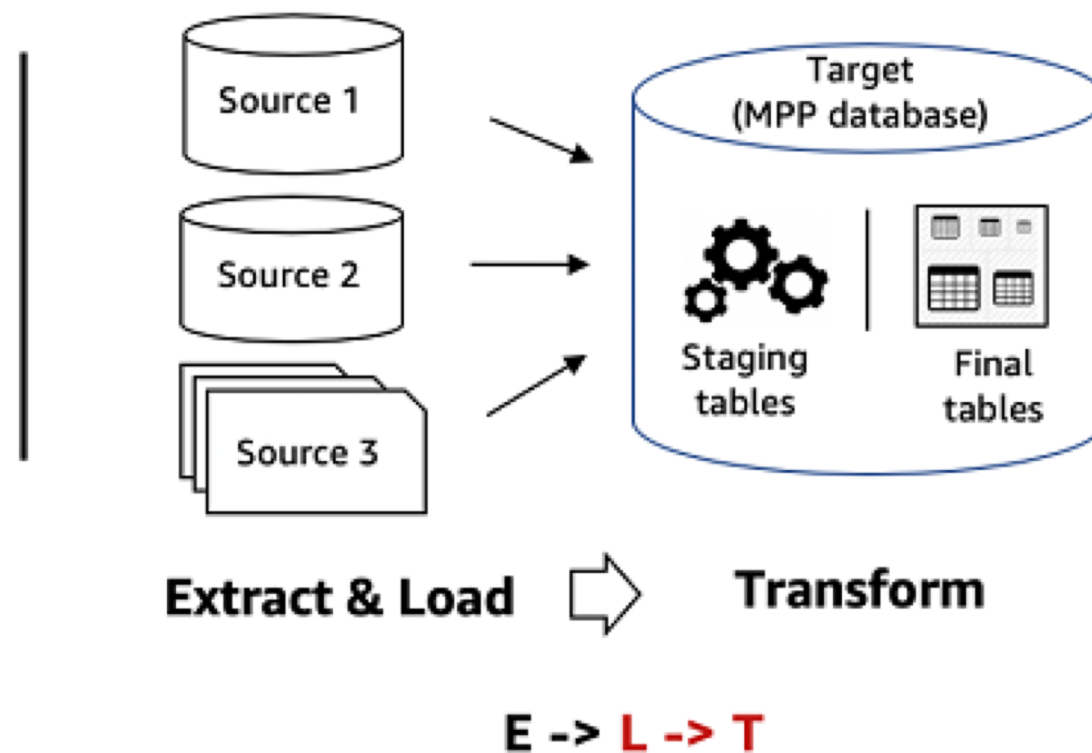 Source 1
Source 2
Source 3
Target
(MPP database)
Staging
tables
Final
tables
Extract & Load
Transform
E -> L -> T